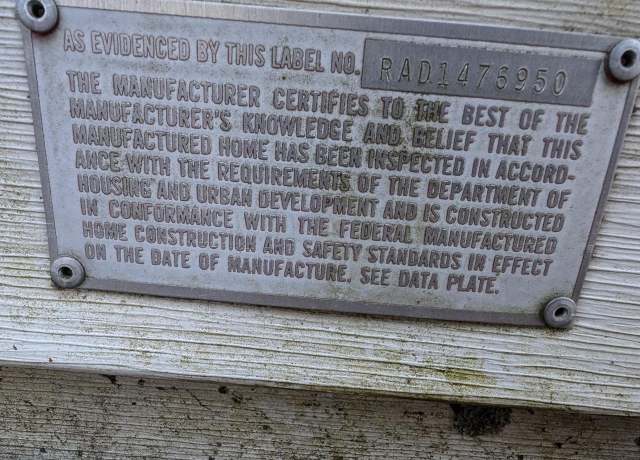 AS EVIDENCED BY THIS LABEL NO. RAD1476950
THE MANUFACTURER CERTIFIES TO THE BEST OF THE
MANUFACTURER'S KNOWLEDGE AND BELIEF THAT THIS
MANUFACTURED HOME HAS BEEN INSPECTED IN ACCORD-
ANCE WITH THE REQUIREMENTS OF THE DEPARTMENT OF
HOUSING AND URBAN DEVELOPMENT AND IS CONSTRUCTED
IN CONFORMANCE WITH THE FEDERAL MANUFACTURED
HOME CONSTRUCTION AND SAFETY STANDARDS IN EFFECT
ON THE DATE OF MANUFACTURE. SEE DATA PLATE.